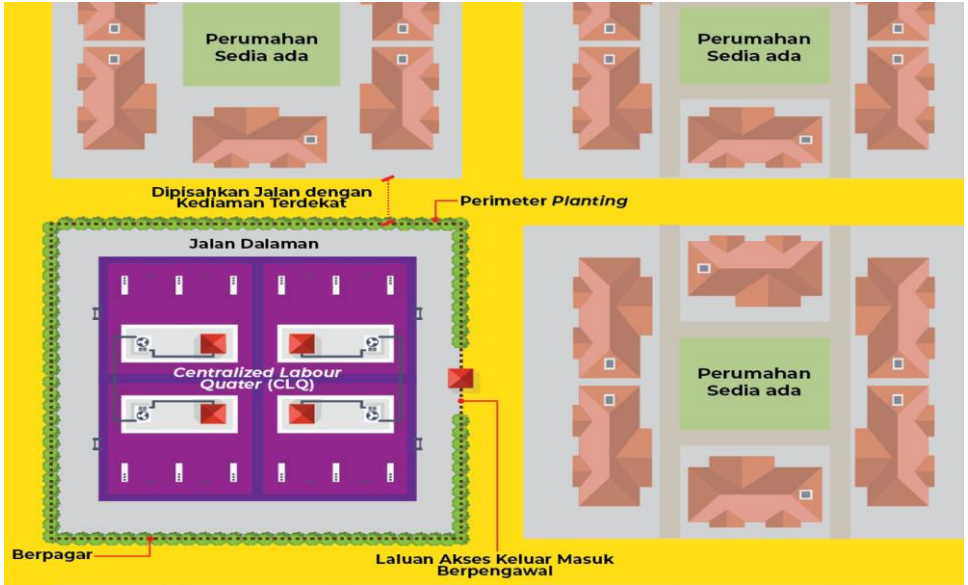 Perumahan
Sedia ada
Perumahan
Sedia ada
Dipisahkan Jalan dengan
Kediaman Terdekat
Perimeter Planting
Jalan Dalaman
Centralized Labour
Quater (CLQ)
Perumahan
Sedia ada
Berpagar
Laluan Akses Keluar Masuk
Berpengawal